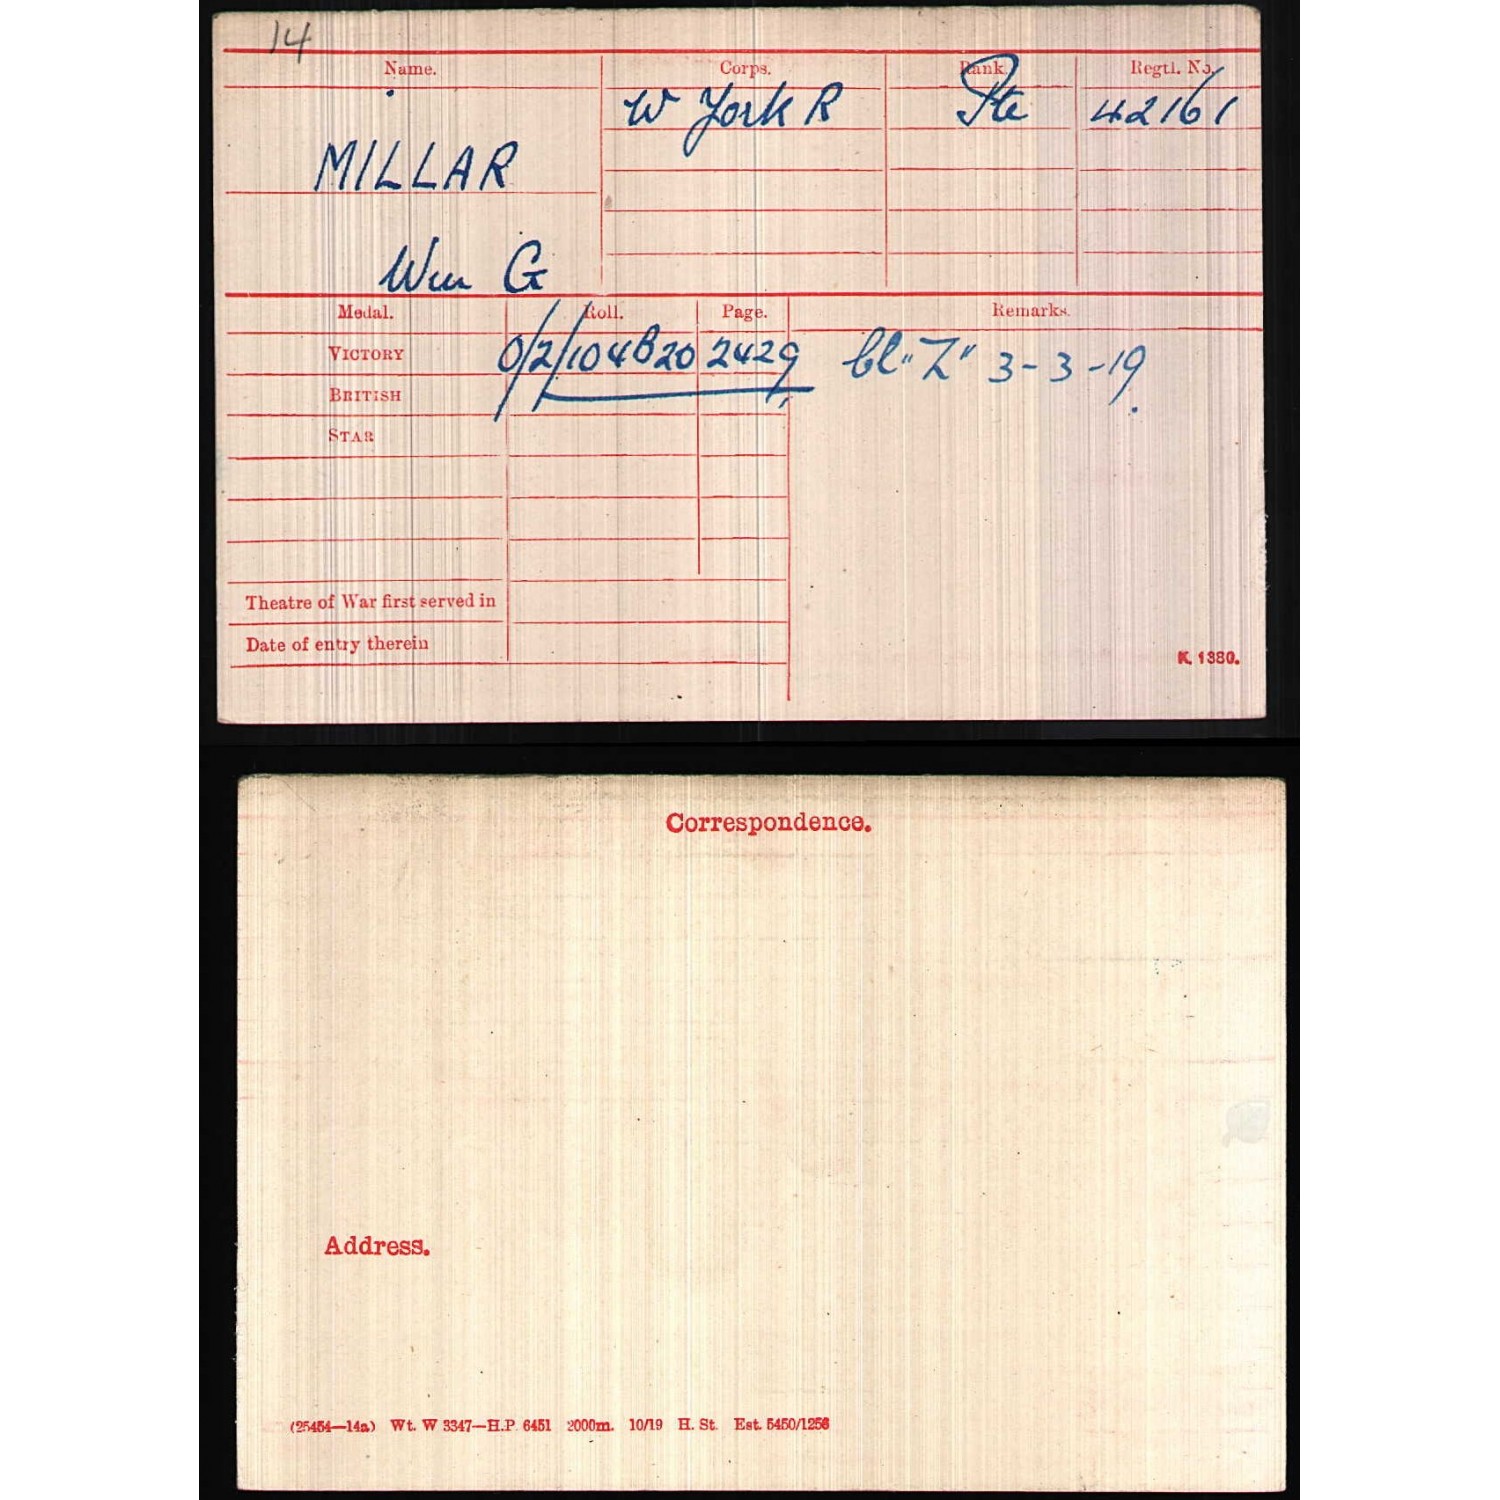 14
Name. Corps. Rank. Regtl. No.
W York R Pte 42161
MILLAR
Wm G
Medal. Roll. Page. Remarks.
VICTORY O/2/104B20 2429 Cl "Z" 3-3-19
BRITISH
STAR
Theatre of War first served in
Date of entry therein
K. 1380.
Correspondence.
Address.
(25454—14a) Wt. W 3347—H.P. 6451 2000m. 10/19 H. St. Est. 5450/1256